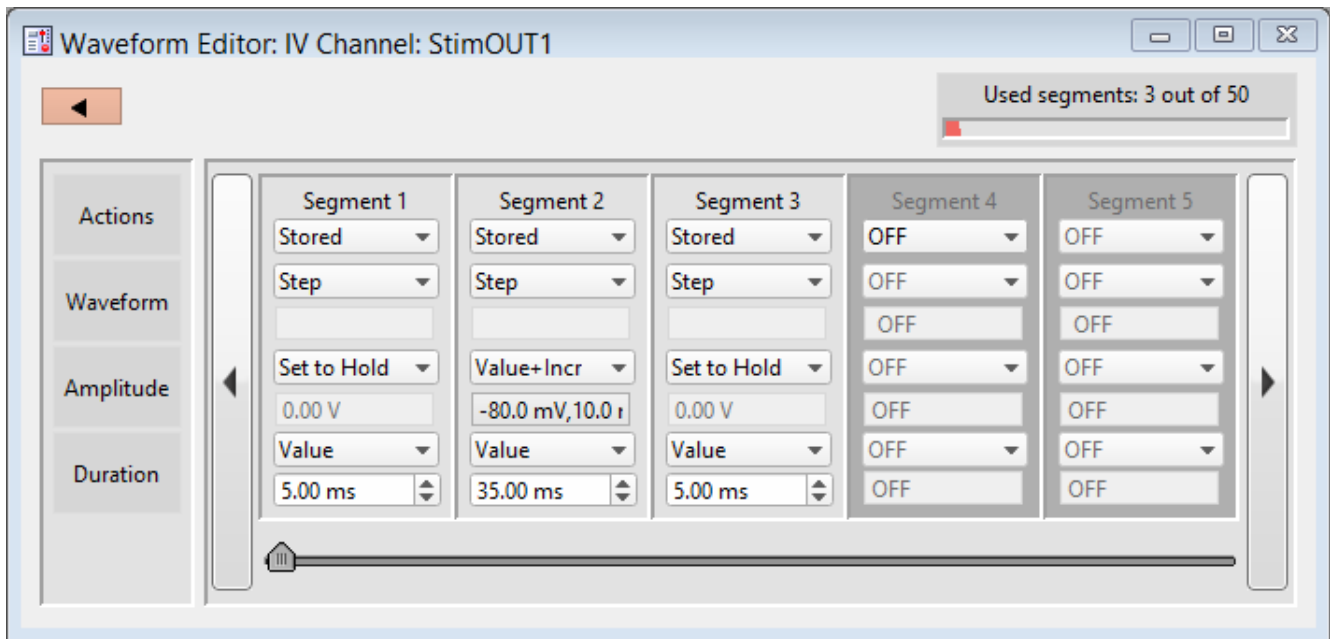 Waveform Editor: IV Channel: StimOUT1
Used segments: 3 out of 50
Actions
Waveform
Amplitude
Duration
Segment 1
Stored
Step
Set to Hold
0.00 V
Value
5.00 ms
Segment 2
Stored
Step
Value+Incr
-80.0 mV,10.0
Value
35.00 ms
Segment 3
Stored
Step
Set to Hold
0.00 V
Value
5.00 ms
Segment 4
OFF
OFF
OFF
OFF
OFF
OFF
OFF
Segment 5
OFF
OFF
OFF
OFF
OFF
OFF
OFF